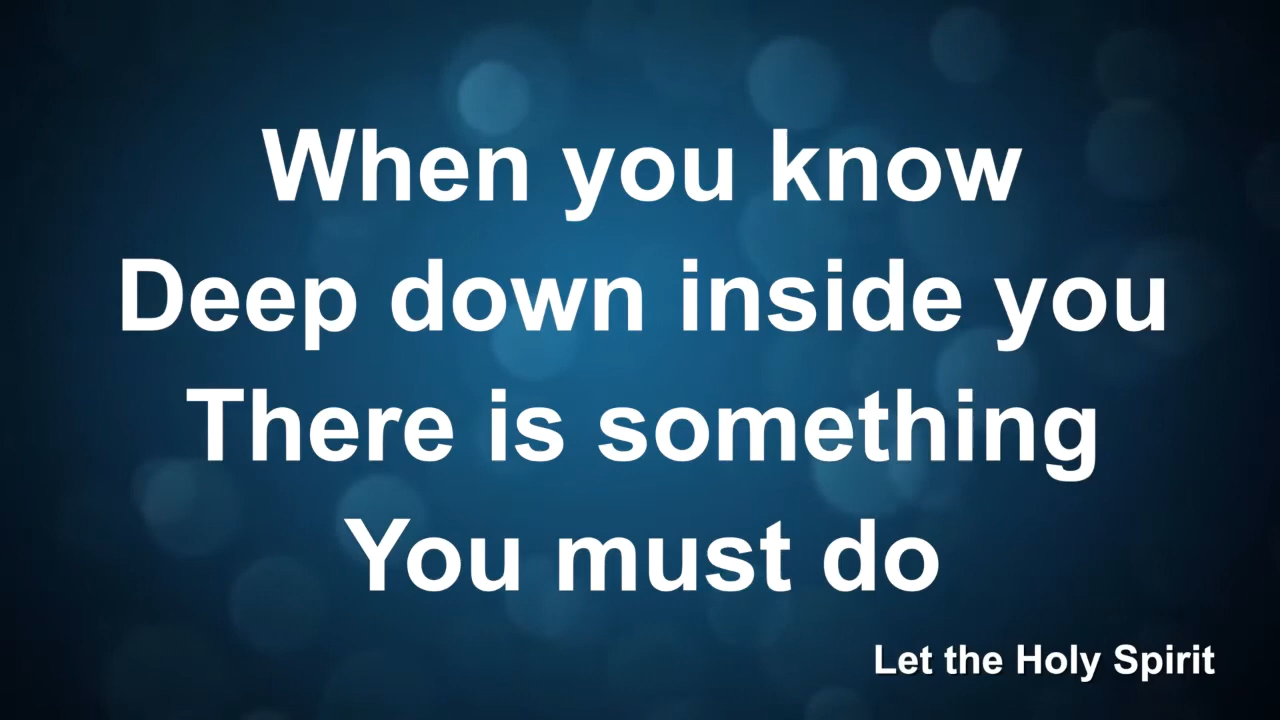 When you know
Deep down inside you
There is something
You must do
Let the Holy Spirit